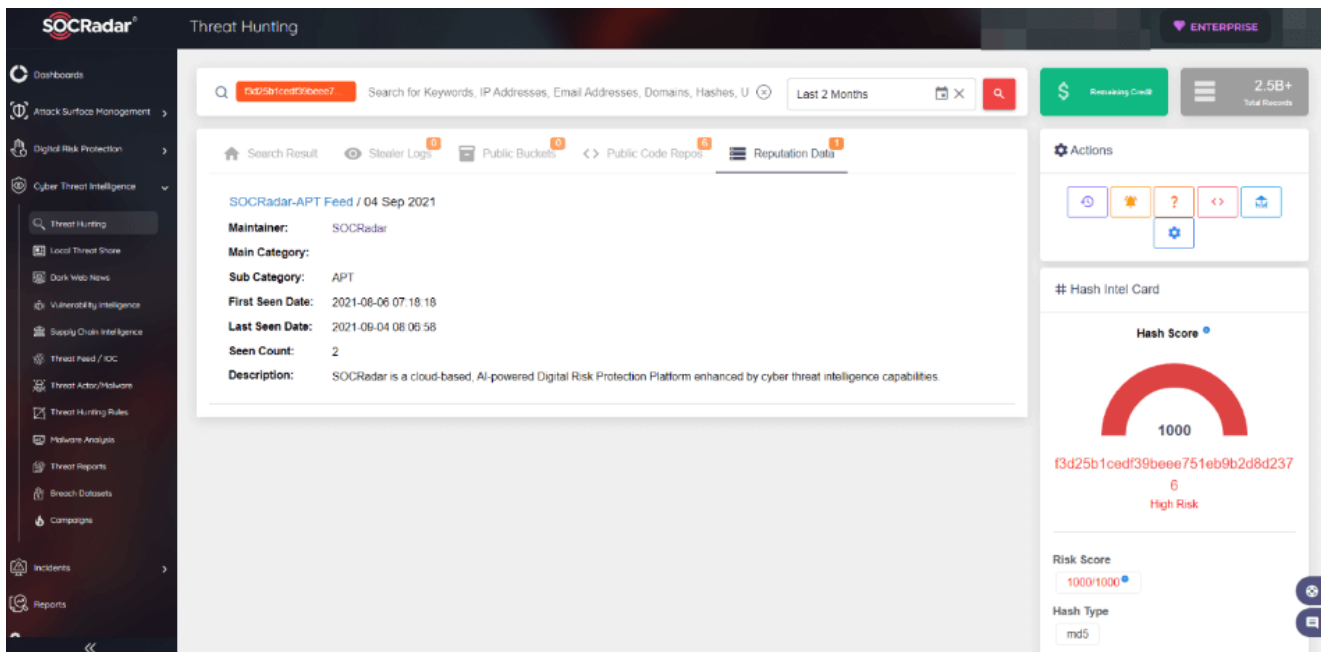 SOCRadar®
Threat Hunting
ENTERPRISE
Dashboards
Attack Surface Management
Digital Risk Protection
Cyber Threat Intelligence
Threat Hunting
Local Threat Share
Dark Web News
Vulnerability Intelligence
Supply Chain Intelligence
Threat Feed / IOC
Threat Actor/Malware
Threat Hunting Rules
Malware Analysis
Threat Reports
Breach Datasets
Campaigns
Incidents
Reports
f3d25b1cedf39beee7...
Search for Keywords, IP Addresses, Email Addresses, Domains, Hashes, U
Last 2 Months
Remaining Credit
2.5B+
Total Records
Search Result
Stealer Logs 0
Public Buckets 0
<> Public Code Repos 6
Reputation Data 1
SOCRadar-APT Feed / 04 Sep 2021
Maintainer: SOCRadar
Main Category:
Sub Category: APT
First Seen Date: 2021-08-06 07:18:18
Last Seen Date: 2021-09-04 08:06:58
Seen Count: 2
Description: SOCRadar is a cloud-based, AI-powered Digital Risk Protection Platform enhanced by cyber threat intelligence capabilities.
Actions
# Hash Intel Card
Hash Score
1000
f3d25b1cedf39beee751eb9b2d8d237
6
High Risk
Risk Score
1000/1000
Hash Type
md5